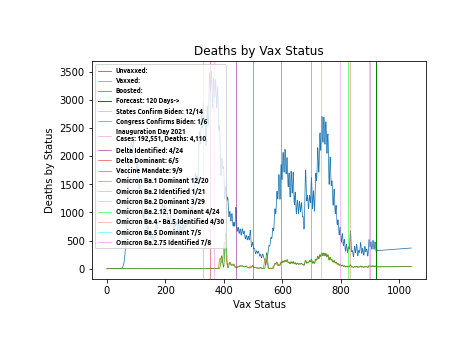 Deaths by Vax Status
3500
3000
2500
2000
1500
1000
500
0
Deaths by Status
Unvaxxed:
Vaxxed:
Boosted:
Forecast: 120 Days->
States Confirm Biden: 12/14
Congress Confirms Biden: 1/6
Inauguration Day 2021
Cases: 192,551, Deaths: 4,110
Delta Identified: 4/24
Delta Dominant: 6/5
Vaccine Mandate: 9/9
Omicron Ba.1 Dominant 12/20
Omicron Ba.2 Identified 1/21
Omicron Ba.2 Dominant 3/29
Omicron Ba.2.12.1 Dominant 4/24
Omicron Ba.4 - Ba.5 Identified 4/30
Omicron Ba.5 Dominant 7/5
Omicron Ba.2.75 Identified 7/8
0 200 400 600 800 1000
Vax Status